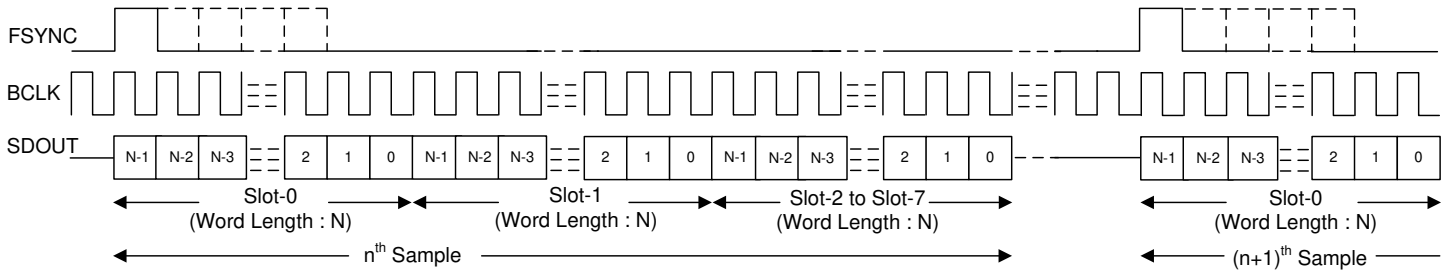 FSYNC
BCLK
SDOUT N-1 N-2 N-3 2 1 0 N-1 N-2 N-3 2 1 0 N-1 N-2 N-3 2 1 0 N-1 N-2 N-3 2 1 0
Slot-0 Slot-1 Slot-2 to Slot-7 Slot-0
(Word Length : N) (Word Length : N) (Word Length : N) (Word Length : N)
nth Sample (n+1)th Sample